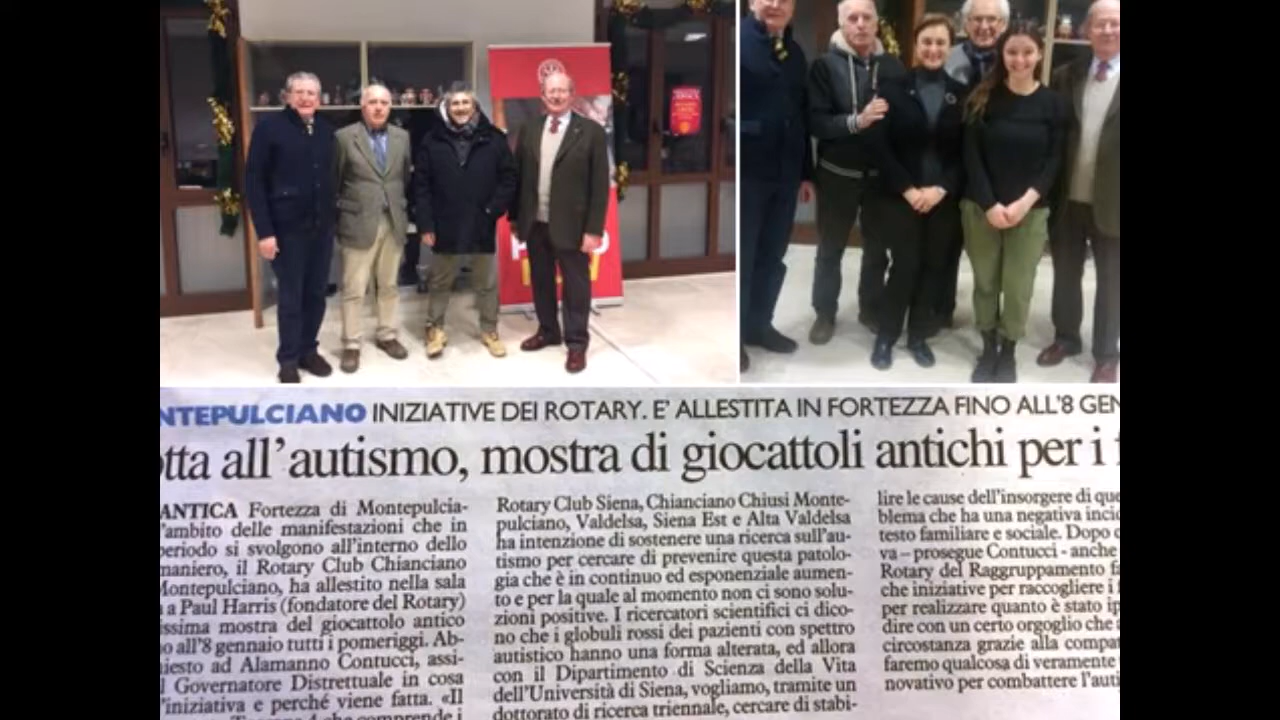 NTEPULCIANO INIZIATIVE DEI ROTARY. E' ALLESTITA IN FORTEZZA FINO ALL'8 GEN
otta all'autismo, mostra di giocattoli antichi per i f
ANTICA Fortezza di Montepulcia-
'ambito delle manifestazioni che in
periodo si svolgono all'interno dello
maniero, il Rotary Club Chianciano
Montepulciano, ha allestito nella sala
a a Paul Harris (fondatore del Rotary)
issima mostra del giocattolo antico
o all'8 gennaio tutti i pomeriggi. Ab-
iesto ad Alamanno Contucci, assi-
l Governatore Distrettuale in cosa
'iniziativa e perché viene fatta. «Il
4 che comprende i
Rotary Club Siena, Chianciano Chiusi Monte-
pulciano, Valdelsa, Siena Est e Alta Valdelsa
ha intenzione di sostenere una ricerca sull'au-
tismo per cercare di prevenire questa patolo-
gia che è in continuo ed esponenziale aumen-
to e per la quale al momento non ci sono solu-
zioni positive. I ricercatori scientifici ci dico-
no che i globuli rossi dei pazienti con spettro
autistico hanno una forma alterata, ed allora
con il Dipartimento di Scienza della Vita
dell'Università di Siena, vogliamo, tramite un
dottorato di ricerca triennale, cercare di stabi-
lire le cause dell'insorgere di que
blema che ha una negativa incid
testo familiare e sociale. Dopo c
va – prosegue Contucci - anche
Rotary del Raggruppamento fa
che iniziative per raccogliere i f
per realizzare quanto è stato ip
dire con un certo orgoglio che a
circostanza grazie alla compat
faremo qualcosa di veramente
novativo per combattere l'auti